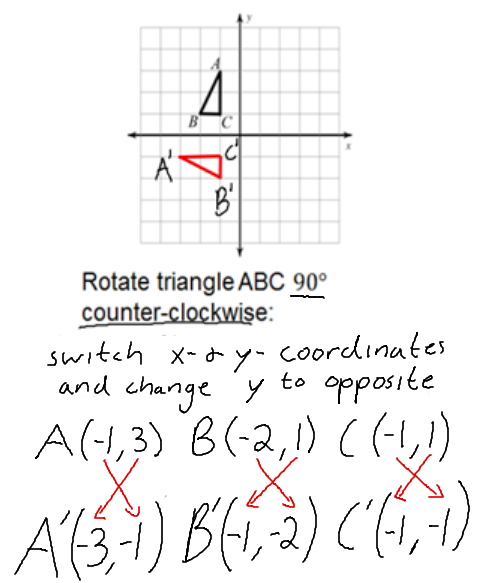 y
A
B C
x
A' C'
B'
Rotate triangle ABC 90°
counter-clockwise:
switch x- & y- coordinates
and change y to opposite
A(-1,3) B(-2,1) C(-1,1)
A'(-3,-1) B'(-1,-2) C'(-1,-1)